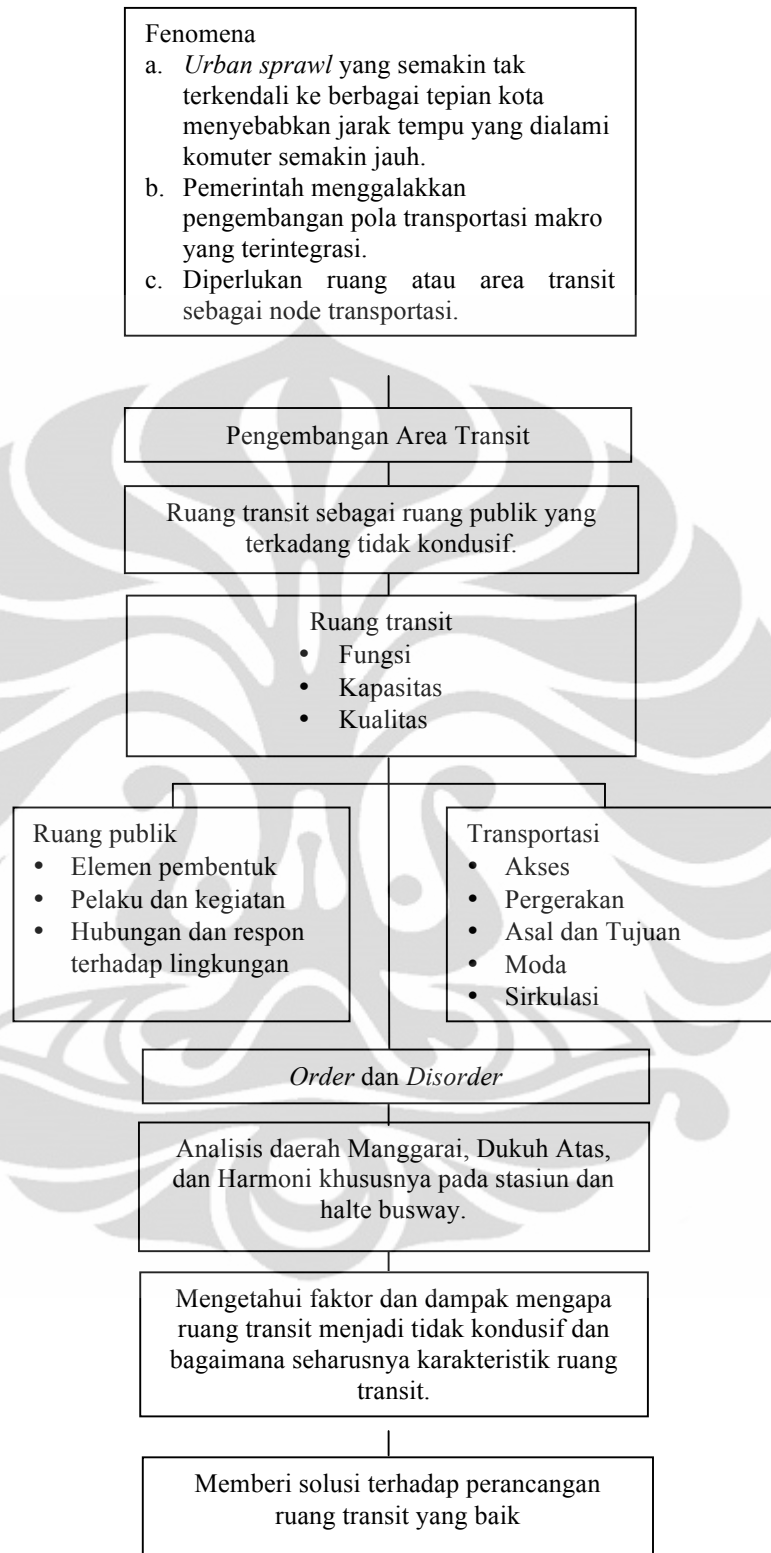 Fenomena
a. Urban sprawl yang semakin tak
terkendali ke berbagai tepian kota
menyebabkan jarak tempu yang dialami
komuter semakin jauh.
b. Pemerintah menggalakkan
pengembangan pola transportasi makro
yang terintegrasi.
c. Diperlukan ruang atau area transit
sebagai node transportasi.
Pengembangan Area Transit
Ruang transit sebagai ruang publik yang
terkadang tidak kondusif.
Ruang transit
• Fungsi
• Kapasitas
• Kualitas
Ruang publik
• Elemen pembentuk
• Pelaku dan kegiatan
• Hubungan dan respon
terhadap lingkungan
Transportasi
• Akses
• Pergerakan
• Asal dan Tujuan
• Moda
• Sirkulasi
Order dan Disorder
Analisis daerah Manggarai, Dukuh Atas,
dan Harmoni khususnya pada stasiun dan
halte busway.
Mengetahui faktor dan dampak mengapa
ruang transit menjadi tidak kondusif dan
bagaimana seharusnya karakteristik ruang
transit.
Memberi solusi terhadap perancangan
ruang transit yang baik